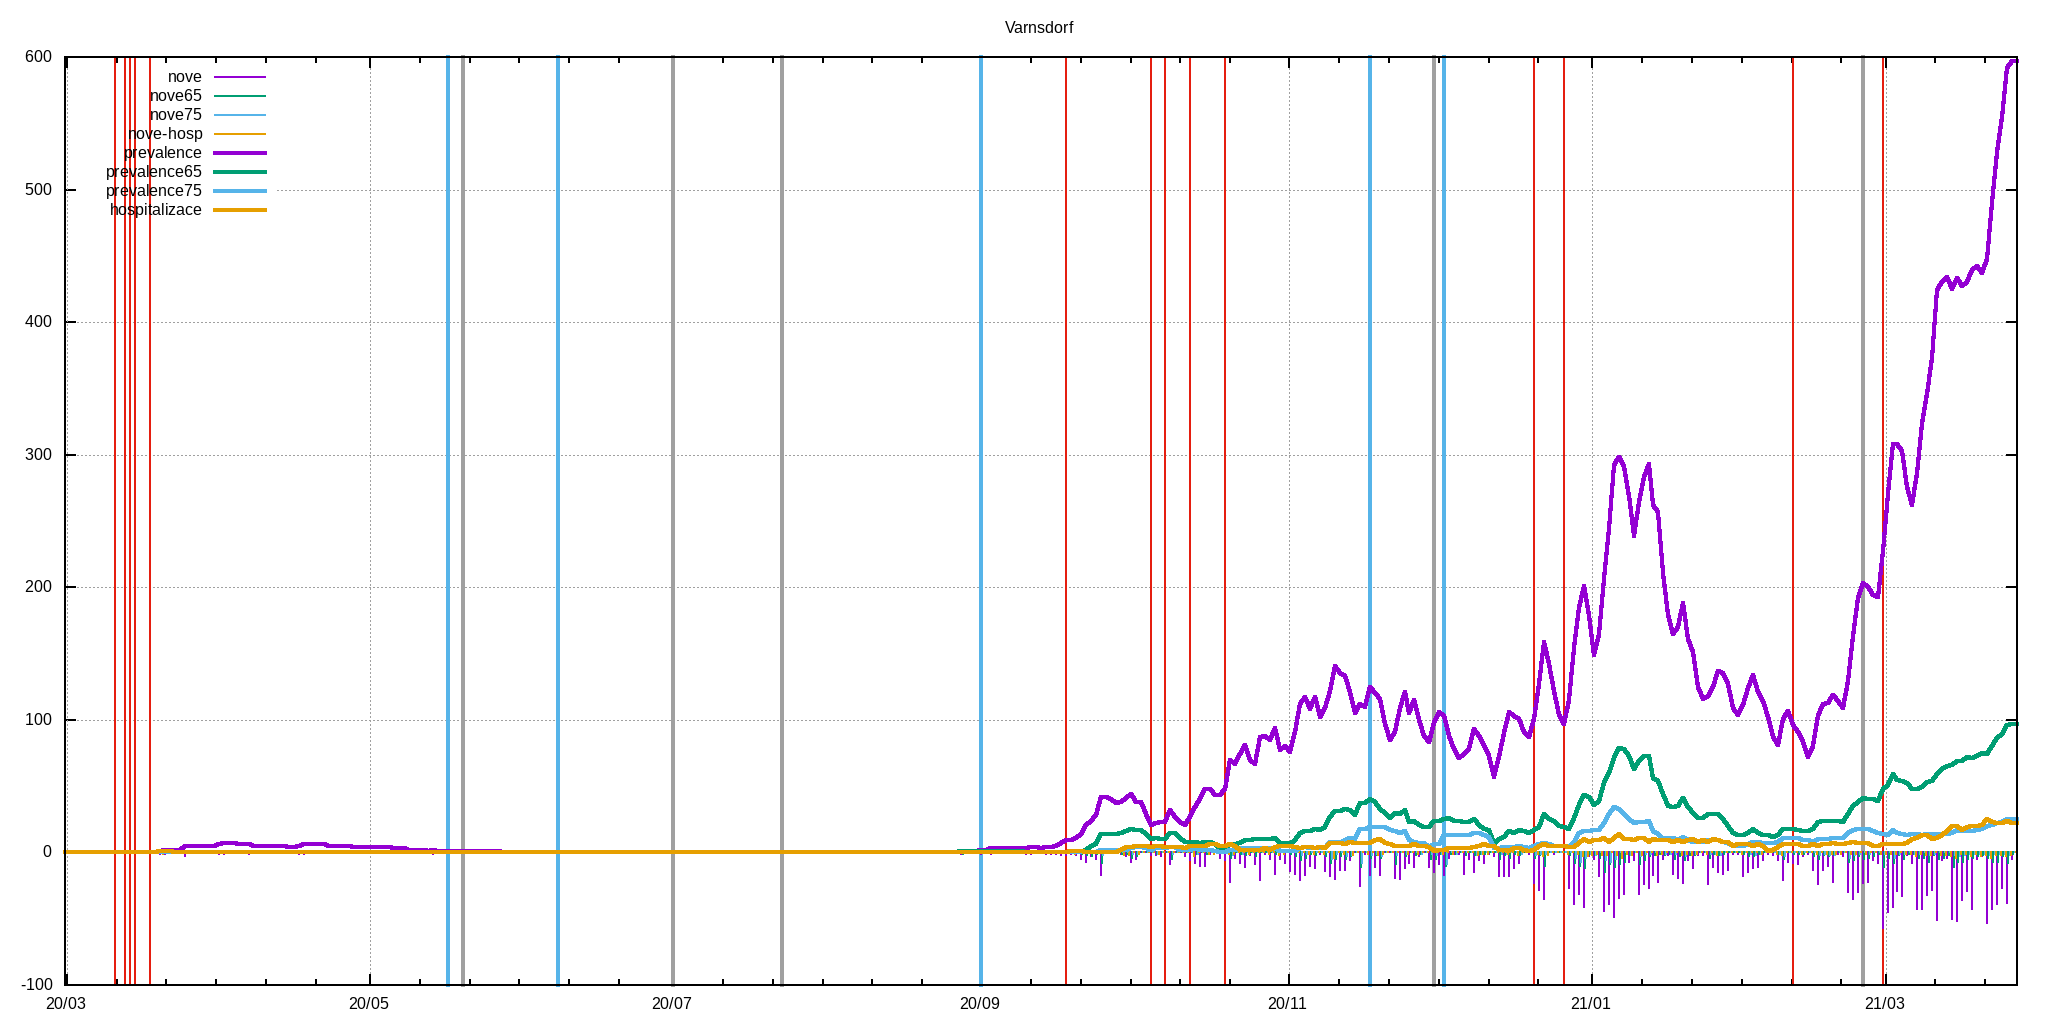 Varnsdorf
600
nove
nove65
nove75
nove-hosp
prevalence
prevalence65
prevalence75
hospitalizace
500
400
300
200
100
0
-100
20/03 20/05 20/07 20/09 20/11 21/01 21/03